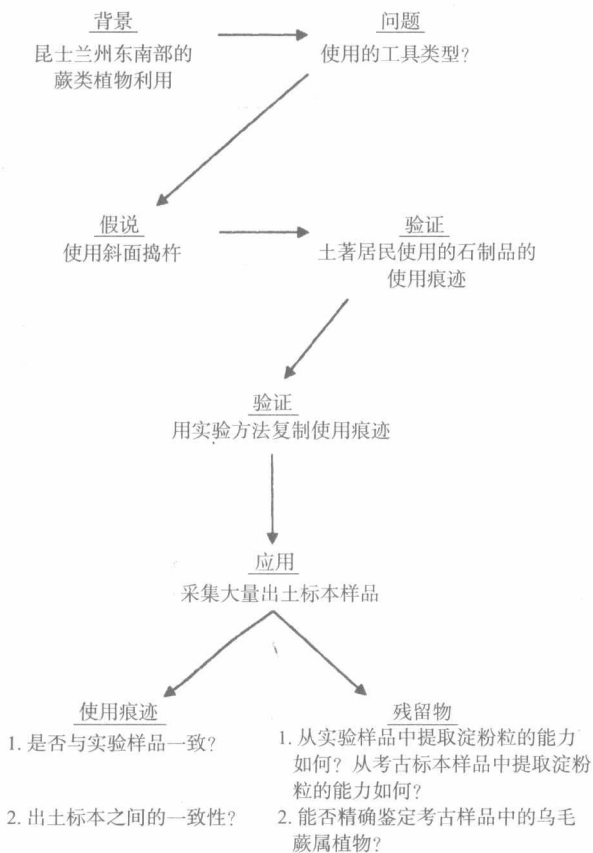 背景
昆士兰州东南部的
蕨类植物利用
问题
使用的工具类型？
假说
使用斜面捣杵
验证
土著居民使用的石制品的
使用痕迹
验证
用实验方法复制使用痕迹
应用
采集大量出土标本样品
使用痕迹
1. 是否与实验样品一致？
2. 出土标本之间的一致性？
残留物
1. 从实验样品中提取淀粉粒的能力
如何？从考古标本样品中提取淀粉
粒的能力如何？
2. 能否精确鉴定考古样品中的乌毛
蕨属植物？